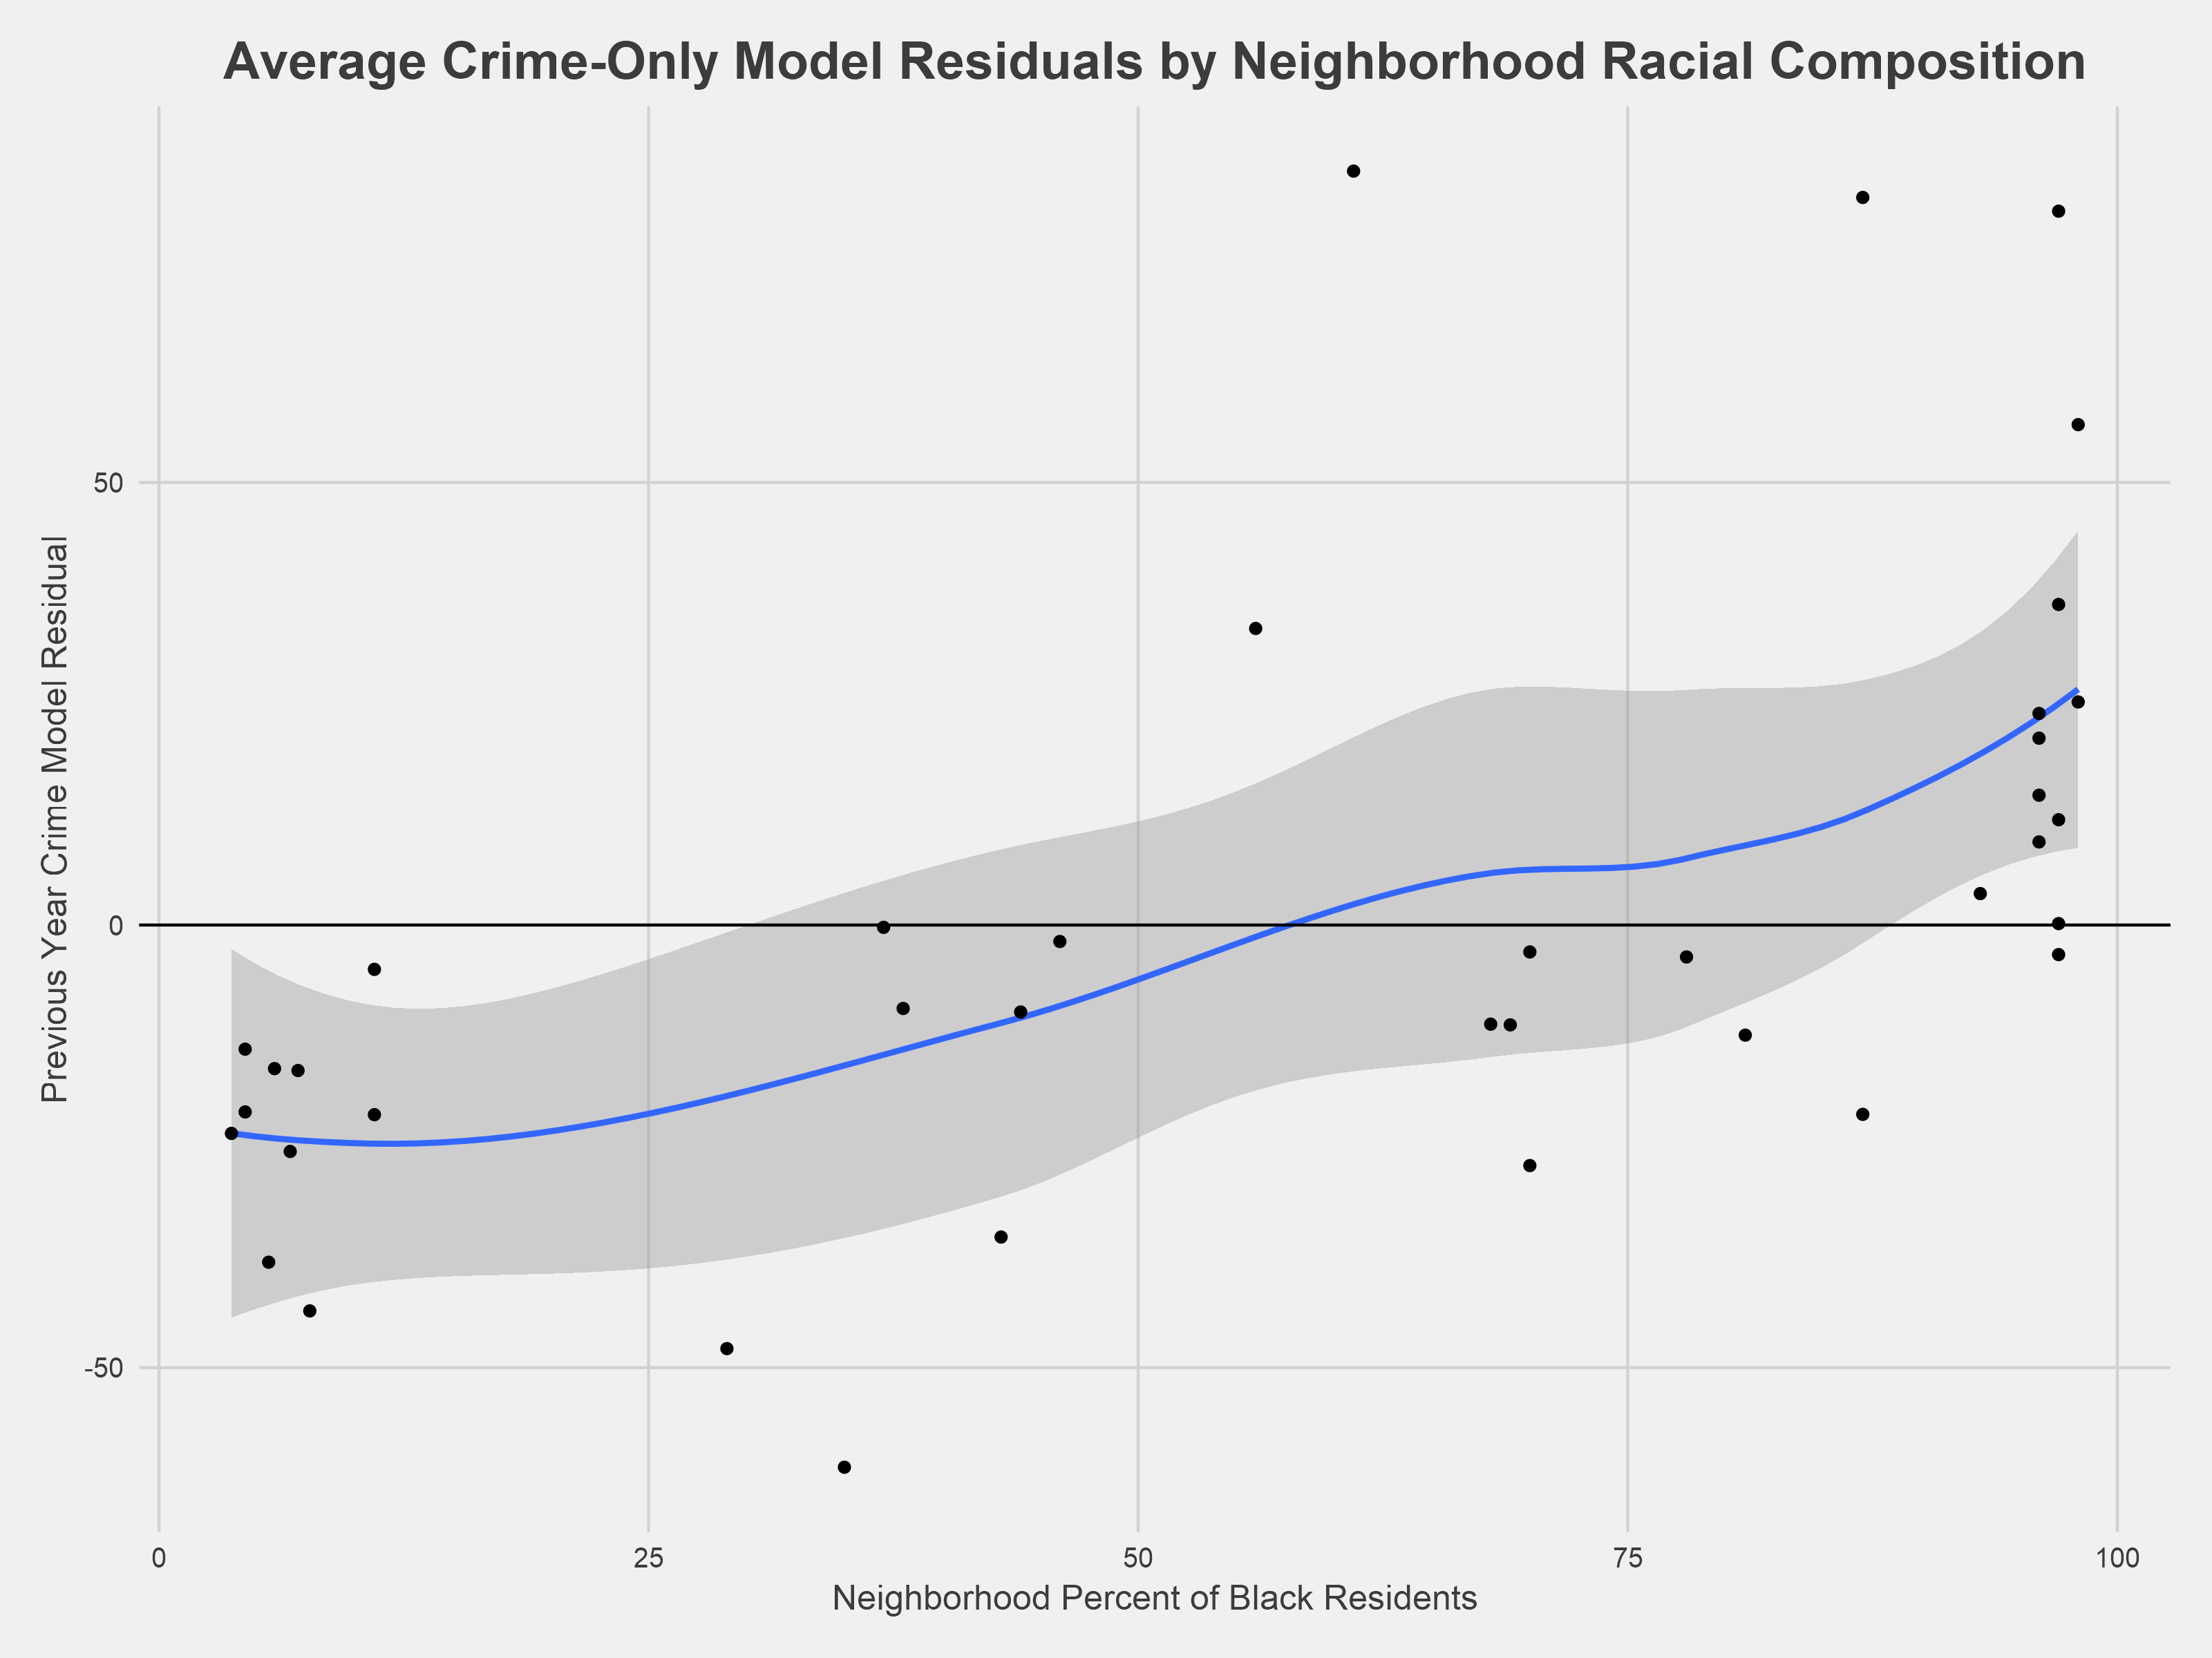 Average Crime-Only Model Residuals by Neighborhood Racial Composition
Previous Year Crime Model Residual
50
0
-50
0
25
50
75
100
Neighborhood Percent of Black Residents